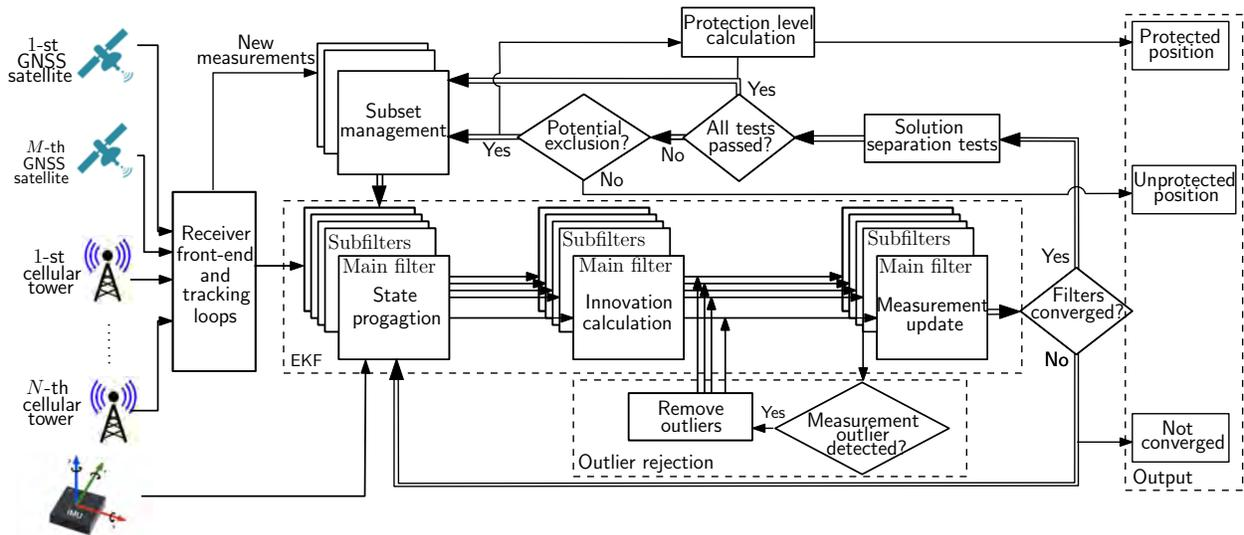 1-st
GNSS
satellite
New
measurements
Protection level
calculation
Protected
position
Subset
management
Yes
Potential
exclusion?
No
All tests
passed?
Yes
No
Solution
separation tests
M-th
GNSS
satellite
Unprotected
position
Receiver
front-end
and
tracking
loops
1-st
cellular
tower
N-th
cellular
tower
Subfilters
Main filter
State
progagtion
Subfilters
Main filter
Innovation
calculation
Subfilters
Main filter
Measurement
update
EKF
Yes
Filters
converged?
No
Remove
outliers
Yes
Measurement
outlier
detected?
Outlier rejection
Not
converged
Output
IMU